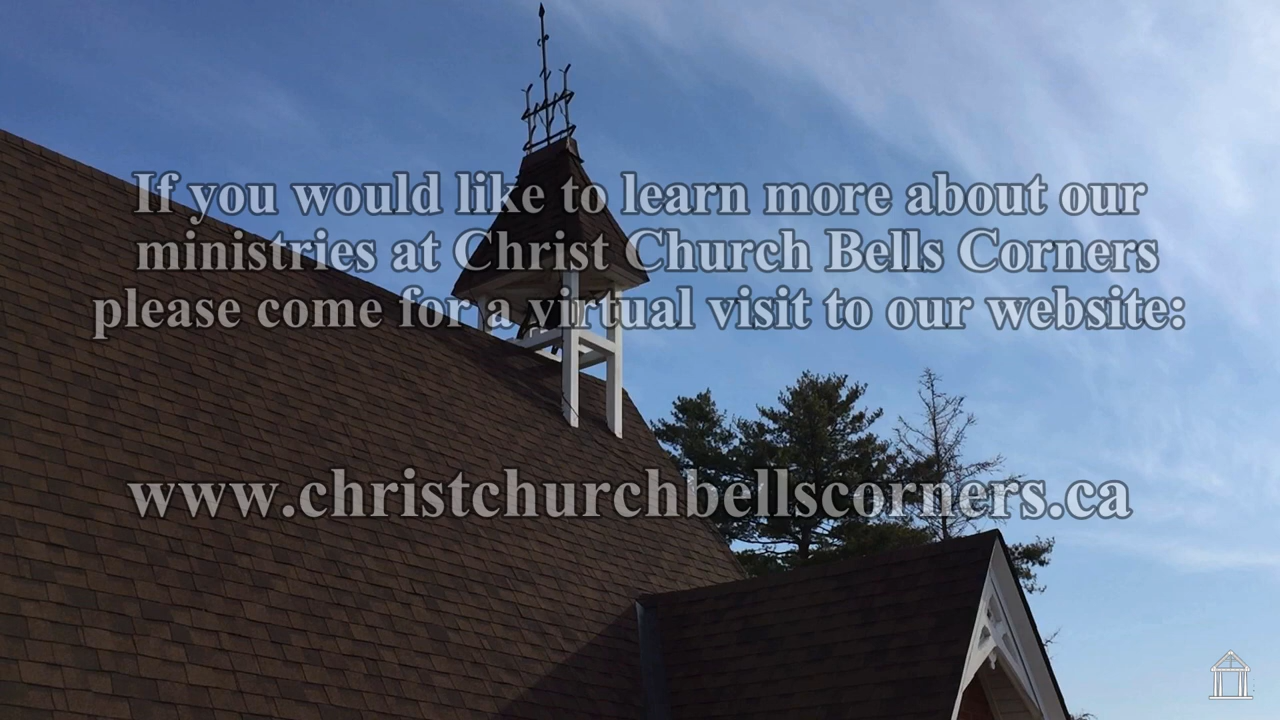 If you would like to learn more about our
ministries at Christ Church Bells Corners
please come for a virtual visit to our website:
www.christchurchbellscorners.ca